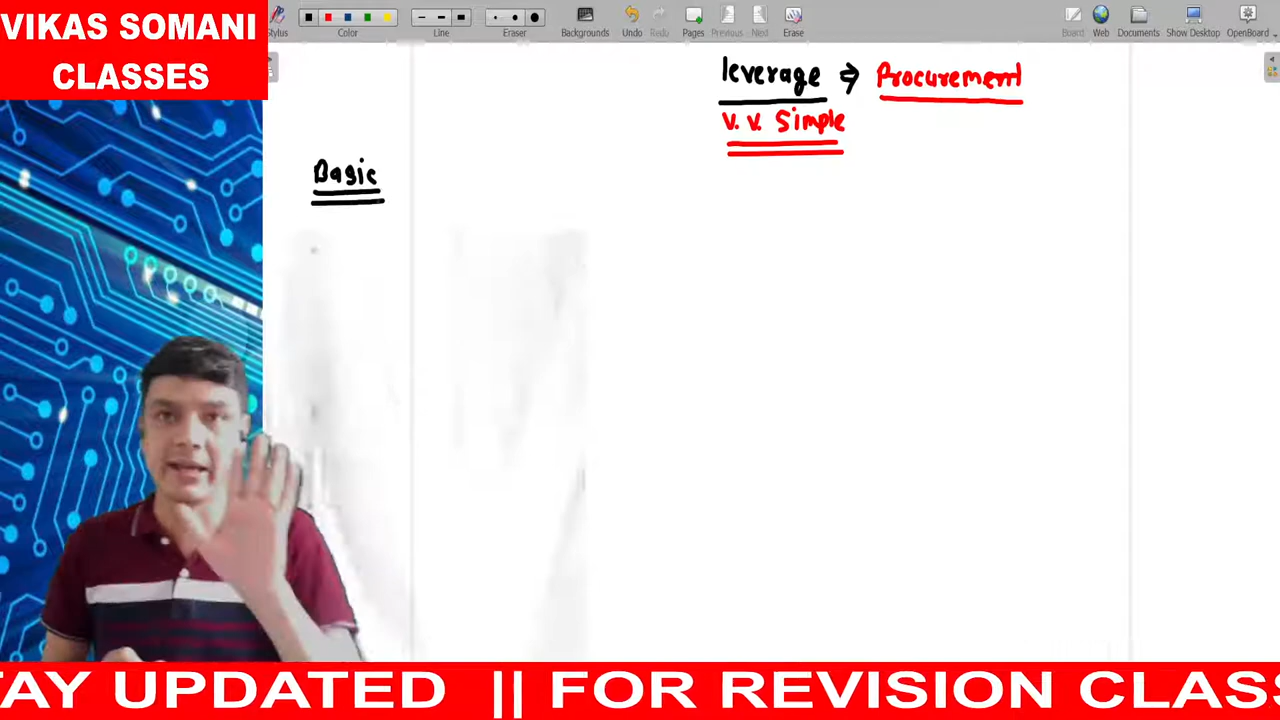 VIKAS SOMANI
CLASSES
Stylus
Color
Line
Eraser
Backgrounds
Undo
Redo
Pages
Previous
Next
Erase
Board
Web
Documents
Show Desktop
OpenBoard
leverage ⇒ Procurement
V. V. Simple
Basic
TAY UPDATED || FOR REVISION CLASS